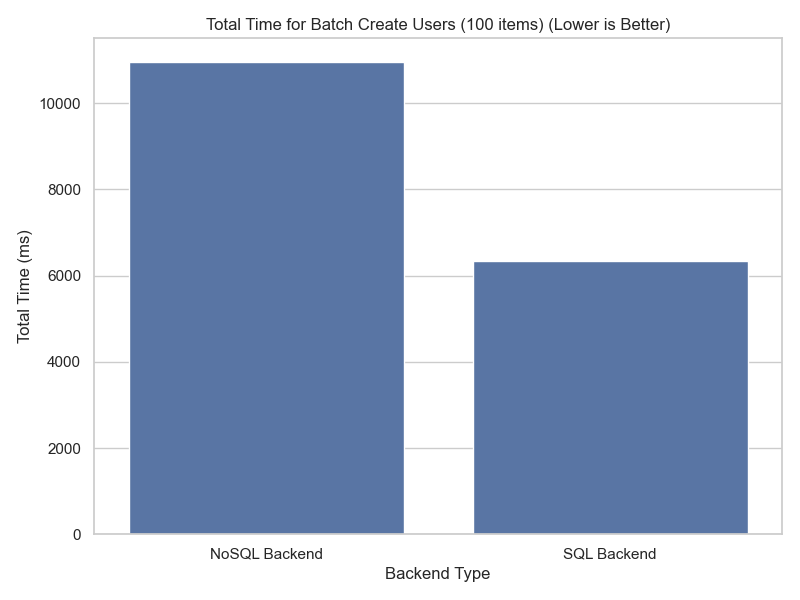 Total Time for Batch Create Users (100 items) (Lower is Better)
Total Time (ms)
10000
8000
6000
4000
2000
0
NoSQL Backend
SQL Backend
Backend Type